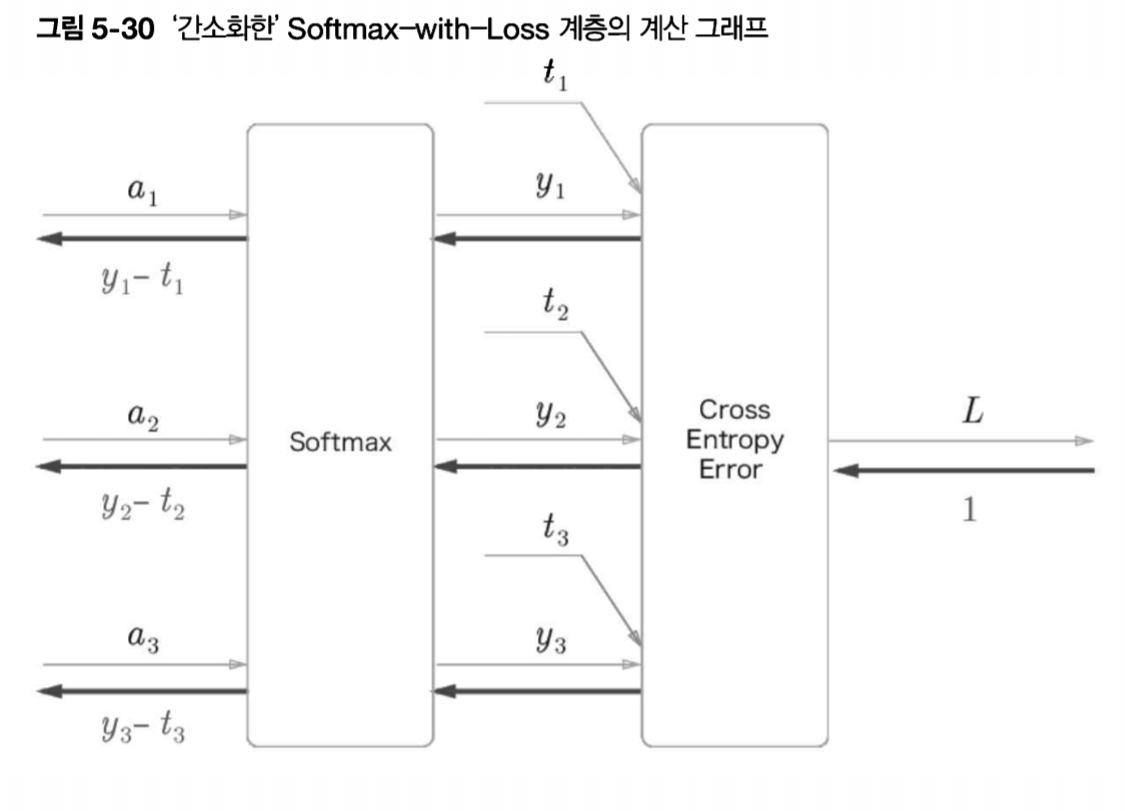 그림 5-30 ‘간소화한’ Softmax-with-Loss 계층의 계산 그래프
t₁
a₁
y₁
y₁- t₁
t₂
a₂
y₂
Cross
Entropy
Error
L
Softmax
y₂- t₂
1
t₃
a₃
y₃
y₃- t₃